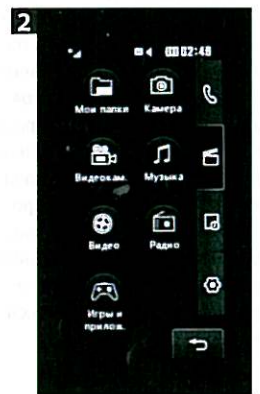 2
02:48
Мои папки Камера
Видеокам. Музыка
Видео Радио
Игры и
прилож.